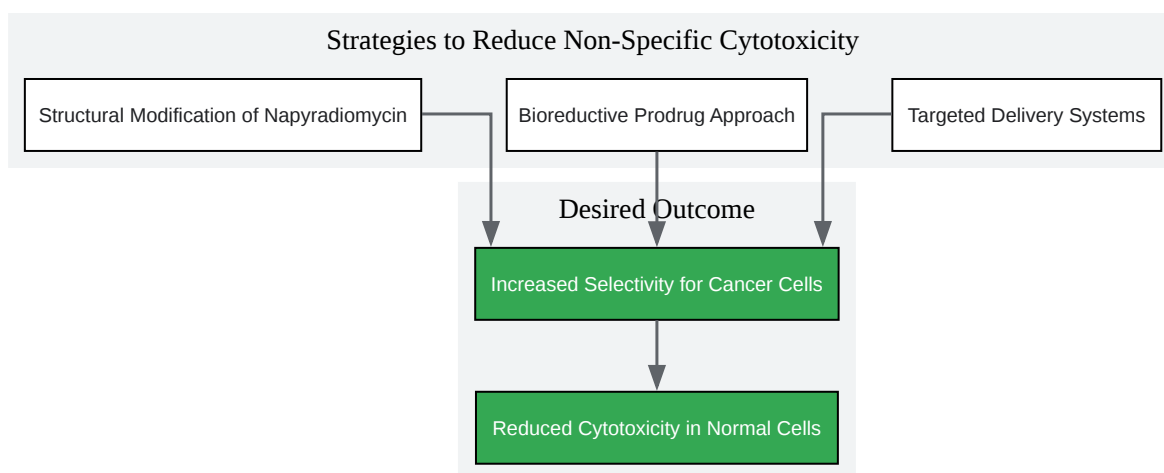 Strategies to Reduce Non-Specific Cytotoxicity
Structural Modification of Napyradiomycin
Bioreductive Prodrug Approach
Targeted Delivery Systems
Desired Outcome
Increased Selectivity for Cancer Cells
Reduced Cytotoxicity in Normal Cells